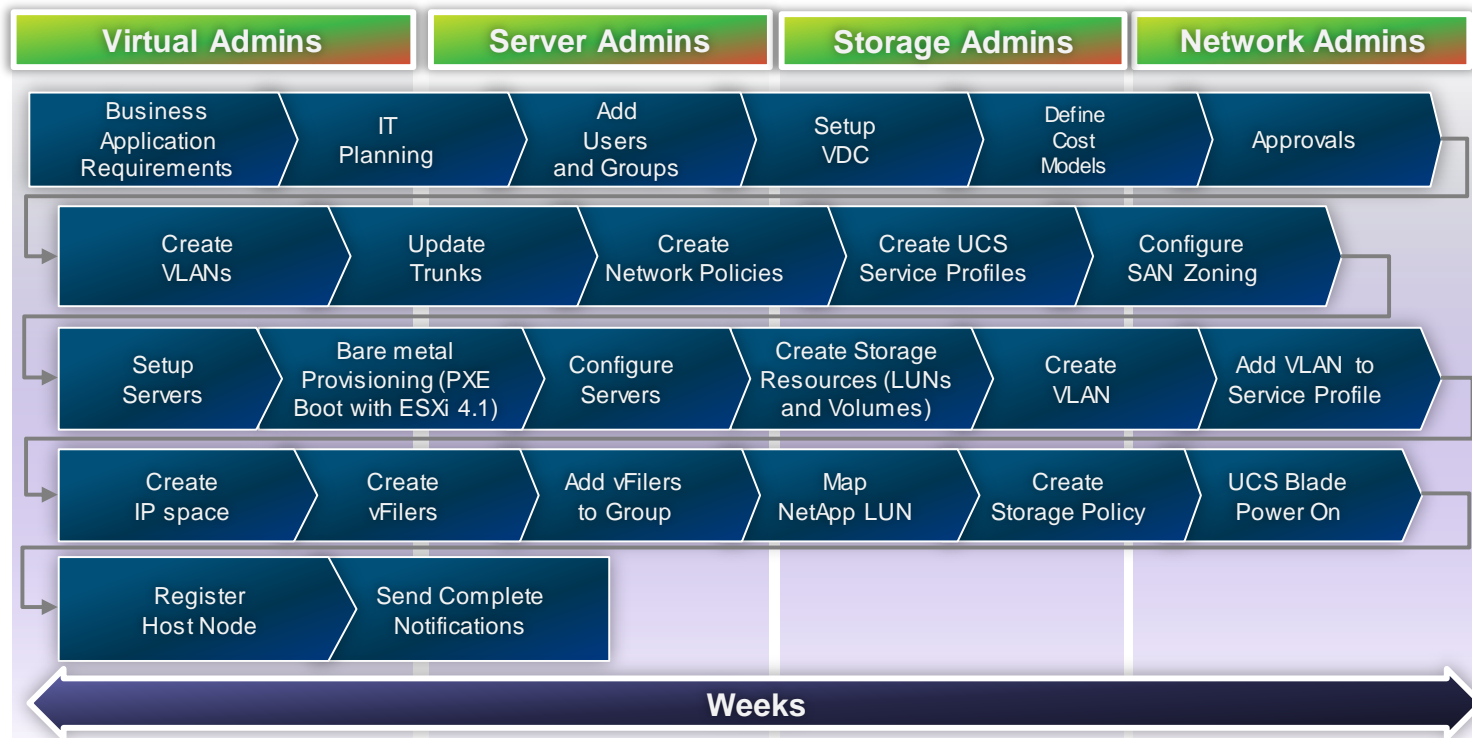 Virtual Admins
Server Admins
Storage Admins
Network Admins
Business
Application
Requirements
IT
Planning
Add
Users
and Groups
Setup
VDC
Define
Cost
Models
Approvals
Create
VLANs
Update
Trunks
Create
Network Policies
Create UCS
Service Profiles
Configure
SAN Zoning
Setup
Servers
Bare metal
Provisioning (PXE
Boot with ESXi 4.1)
Configure
Servers
Create Storage
Resources (LUNs
and Volumes)
Create
VLAN
Add VLAN to
Service Profile
Create
IP space
Create
vFilers
Add vFilers
to Group
Map
NetApp LUN
Create
Storage Policy
UCS Blade
Power On
Register
Host Node
Send Complete
Notifications
Weeks